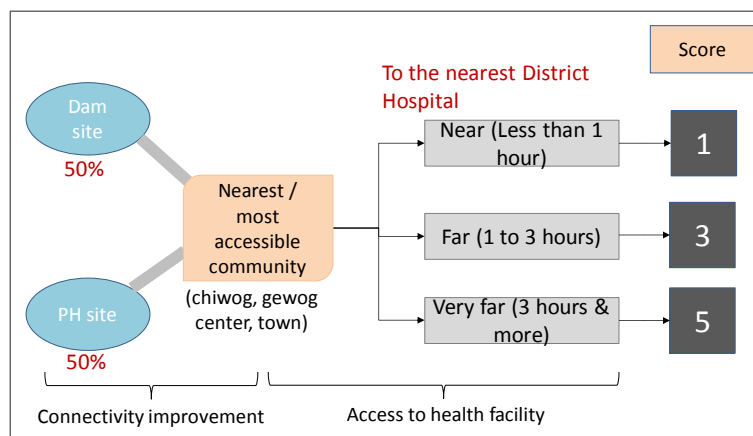 Score
To the nearest District
Hospital
Dam
site
50%
Near (Less than 1
hour)
1
Nearest /
most
accessible
community
(chiwog, gewog
center, town)
Far (1 to 3 hours)
3
PH site
50%
Very far (3 hours &
more)
5
Connectivity improvement
Access to health facility